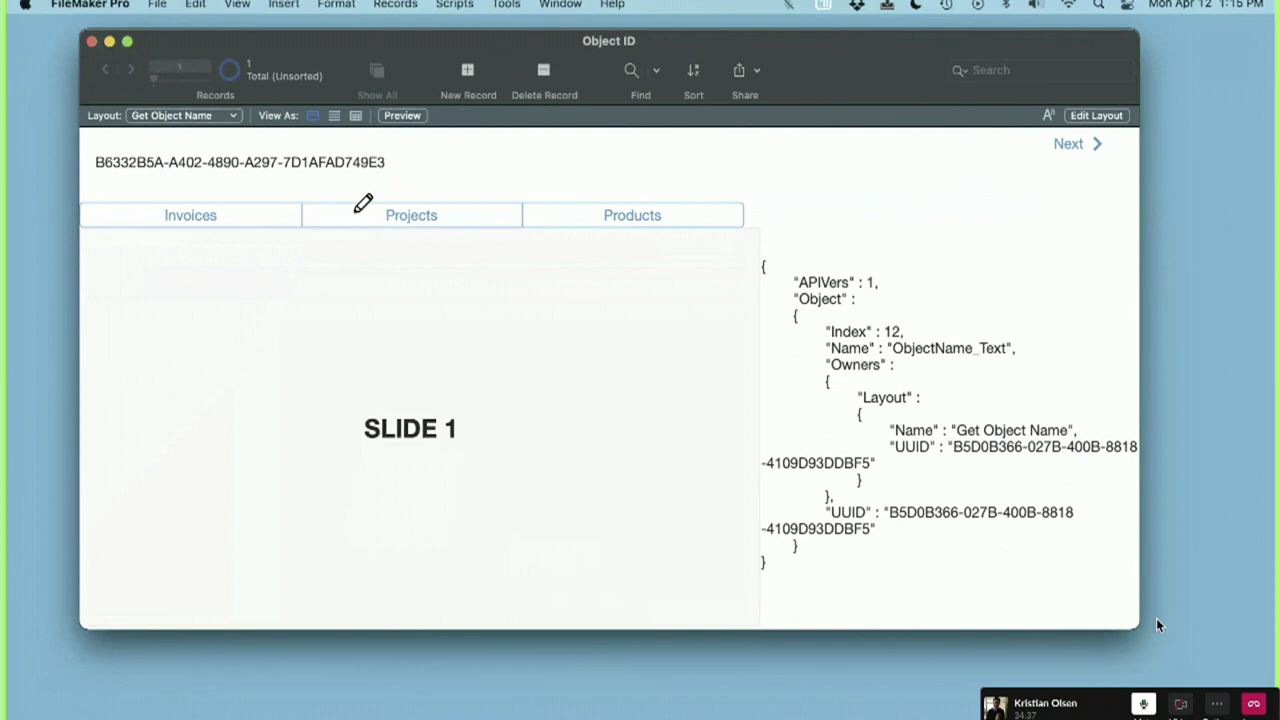 FileMaker Pro File Edit View Insert Format Records Scripts Tools Window Help Mon Apr 12 1:15 PM
Object ID
1
1
Total (Unsorted)
Search
Records Show All New Record Delete Record Find Sort Share
Layout: Get Object Name View As: Preview Edit Layout
Next
B6332B5A-A402-4890-A297-7D1AFAD749E3
Invoices Projects Products
SLIDE 1
{
"APIVers" : 1,
"Object" :
{
"Index" : 12,
"Name" : "ObjectName_Text",
"Owners" :
{
"Layout" :
{
"Name" : "Get Object Name",
"UUID" : "B5D0B366-027B-400B-8818
-4109D93DDBF5"
}
},
"UUID" : "B5D0B366-027B-400B-8818
-4109D93DDBF5"
}
}
Kristian Olsen
34:37